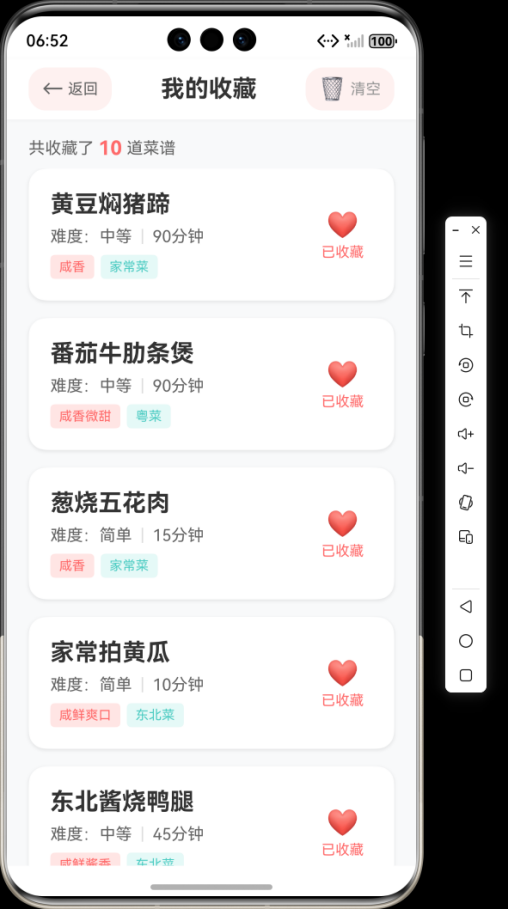 06:52
100
返回
我的收藏
清空
共收藏了 10 道菜谱
黄豆焖猪蹄
难度：中等 | 90分钟
咸香 家常菜
已收藏
番茄牛肋条煲
难度：中等 | 90分钟
咸香微甜 粤菜
已收藏
葱烧五花肉
难度：简单 | 15分钟
咸香 家常菜
已收藏
家常拍黄瓜
难度：简单 | 10分钟
咸鲜爽口 东北菜
已收藏
东北酱烧鸭腿
难度：中等 | 45分钟
咸鲜酱香 东北菜
已收藏